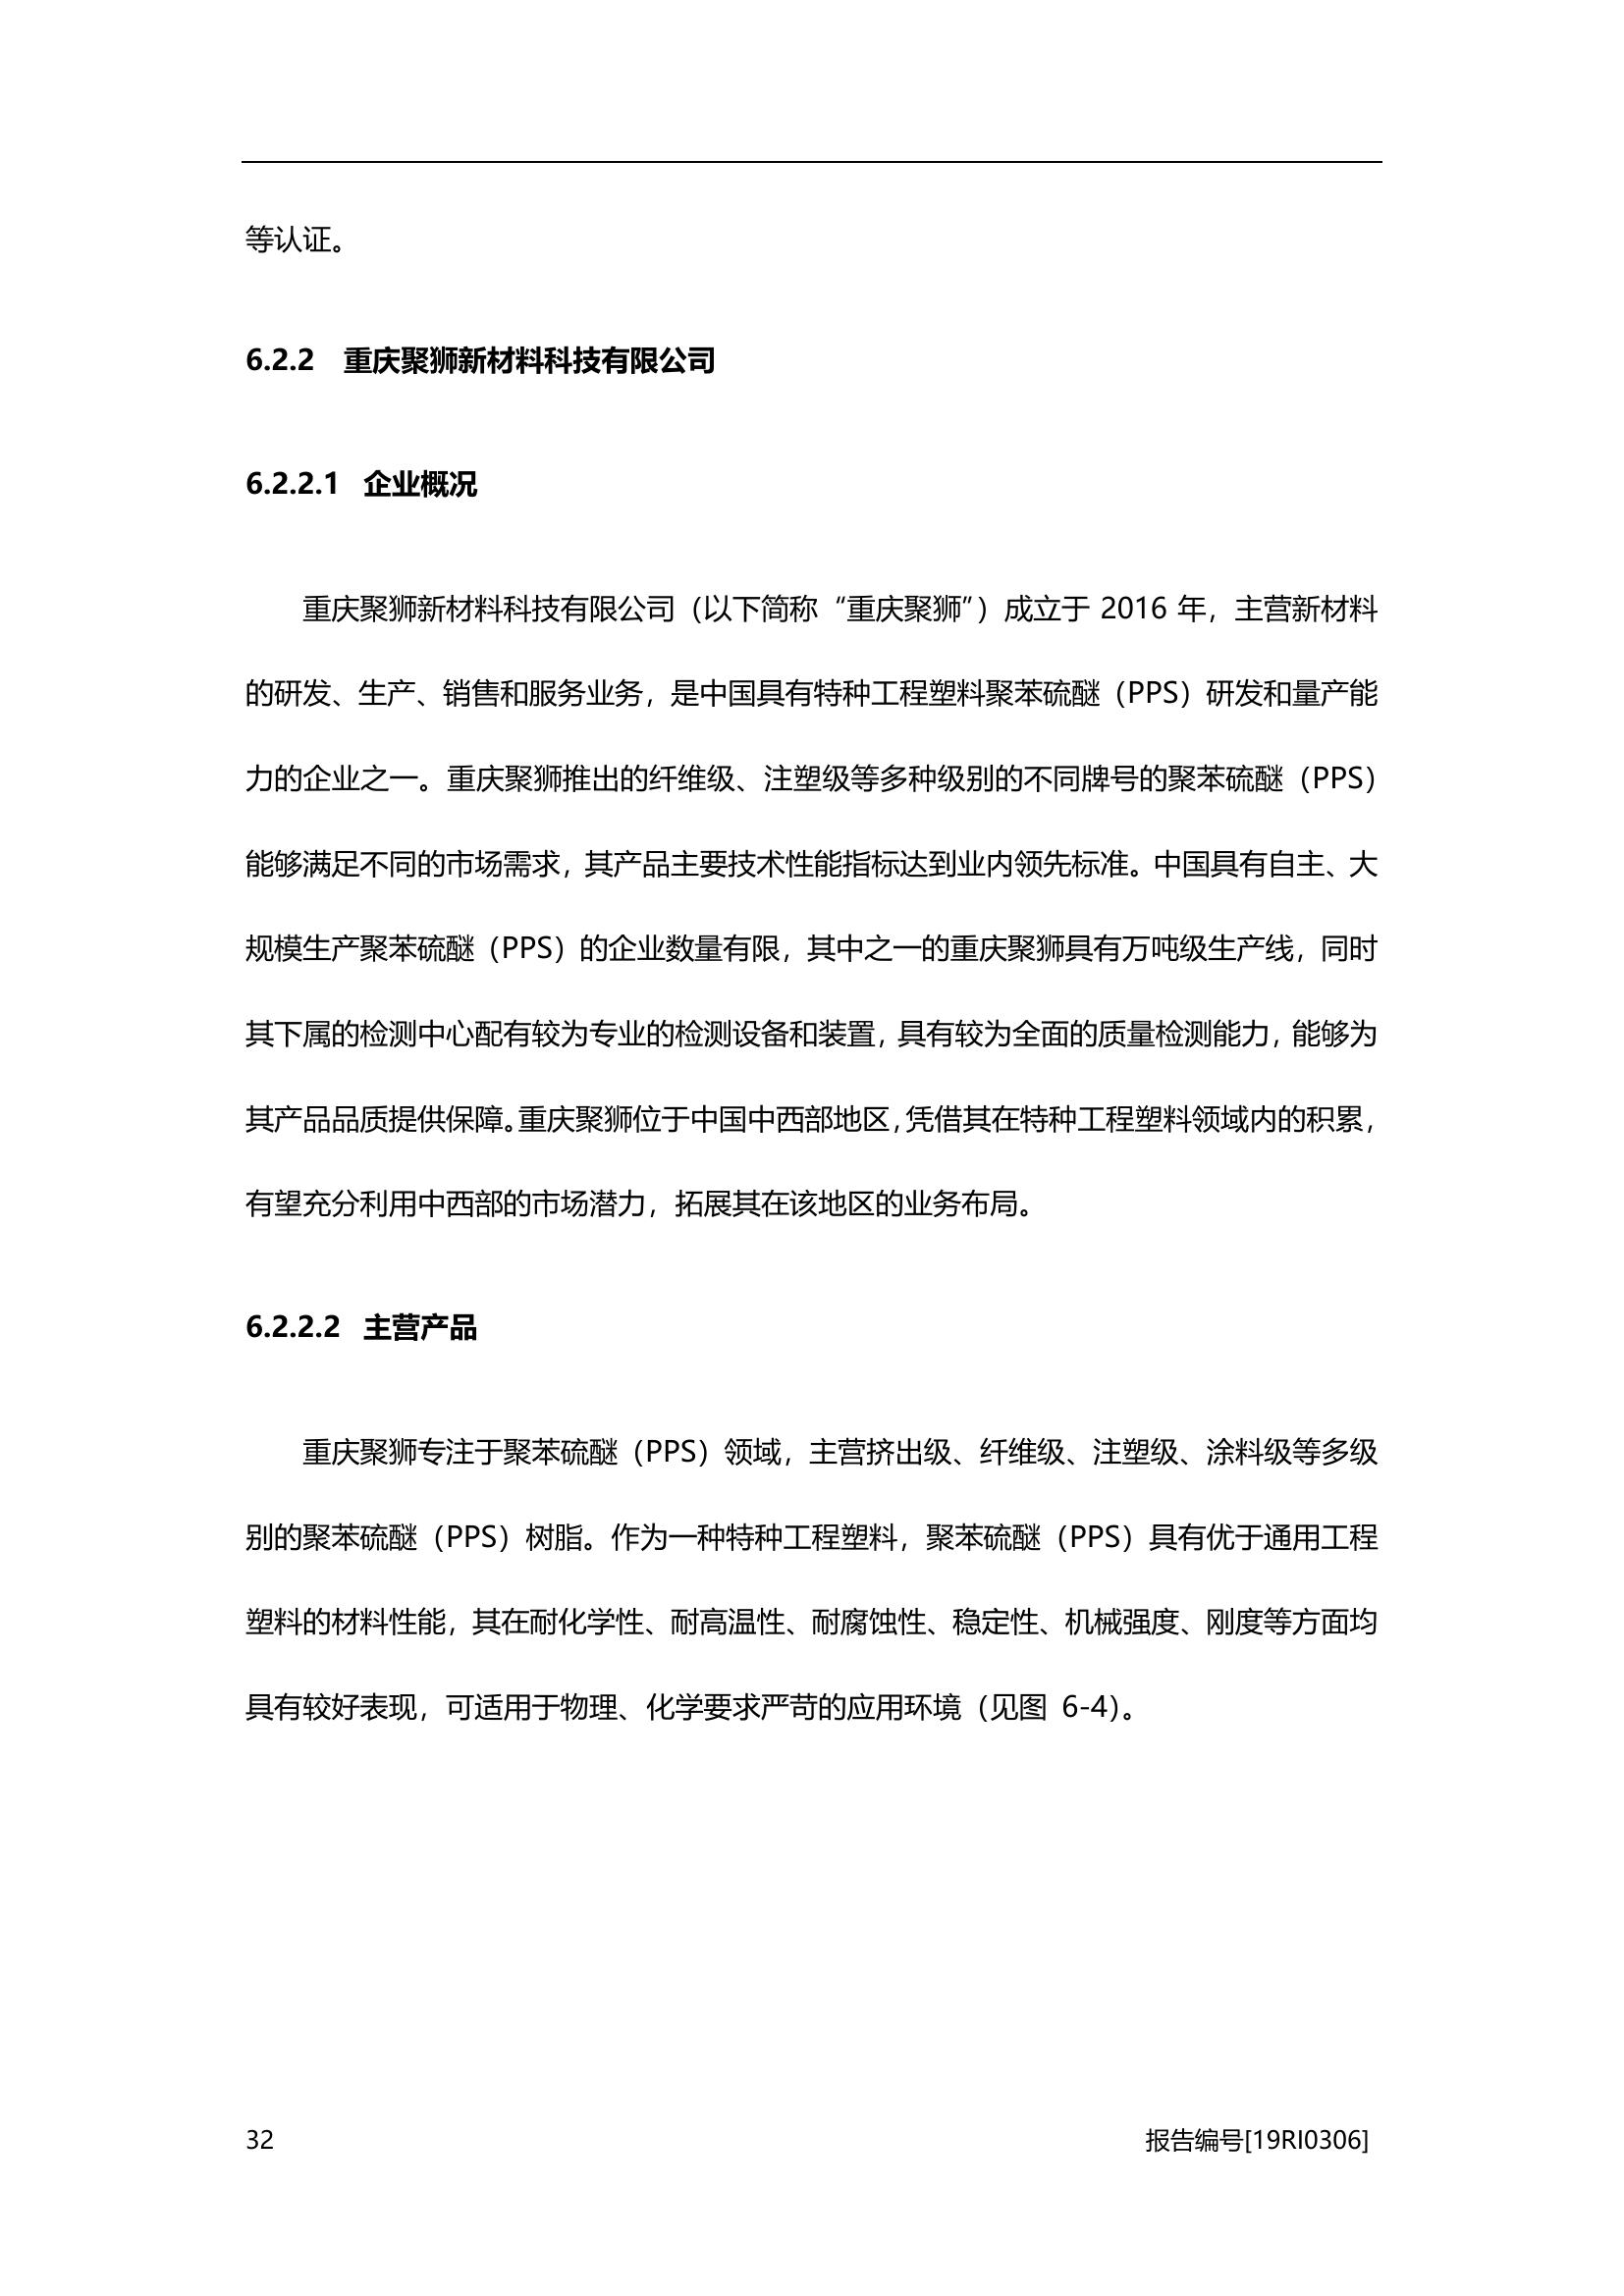 等认证。
6.2.2 重庆聚狮新材料科技有限公司
6.2.2.1 企业概况
重庆聚狮新材料科技有限公司（以下简称“重庆聚狮”）成立于 2016 年，主营新材料
的研发、生产、销售和服务业务，是中国具有特种工程塑料聚苯硫醚（PPS）研发和量产能
力的企业之一。重庆聚狮推出的纤维级、注塑级等多种级别的不同牌号的聚苯硫醚（PPS）
能够满足不同的市场需求，其产品主要技术性能指标达到业内领先标准。中国具有自主、大
规模生产聚苯硫醚（PPS）的企业数量有限，其中之一的重庆聚狮具有万吨级生产线，同时
其下属的检测中心配有较为专业的检测设备和装置，具有较为全面的质量检测能力，能够为
其产品品质提供保障。重庆聚狮位于中国中西部地区，凭借其在特种工程塑料领域内的积累，
有望充分利用中西部的市场潜力，拓展其在该地区的业务布局。
6.2.2.2 主营产品
重庆聚狮专注于聚苯硫醚（PPS）领域，主营挤出级、纤维级、注塑级、涂料级等多级
别的聚苯硫醚（PPS）树脂。作为一种特种工程塑料，聚苯硫醚（PPS）具有优于通用工程
塑料的材料性能，其在耐化学性、耐高温性、耐腐蚀性、稳定性、机械强度、刚度等方面均
具有较好表现，可适用于物理、化学要求严苛的应用环境（见图 6-4）。
32 报告编号[19RI0306]